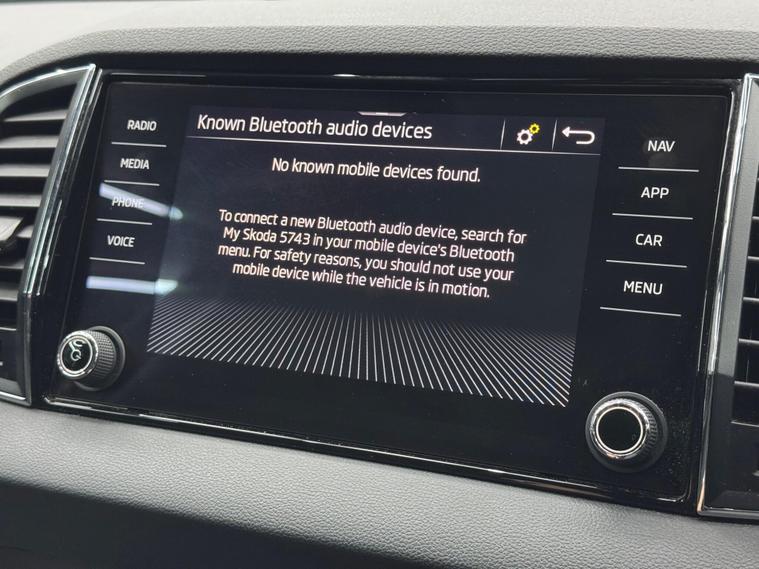 Known Bluetooth audio devices
No known mobile devices found.
To connect a new Bluetooth audio device, search for
My Skoda 5743 in your mobile device's Bluetooth
menu. For safety reasons, you should not use your
mobile device while the vehicle is in motion.
RADIO
MEDIA
PHONE
VOICE
NAV
APP
CAR
MENU